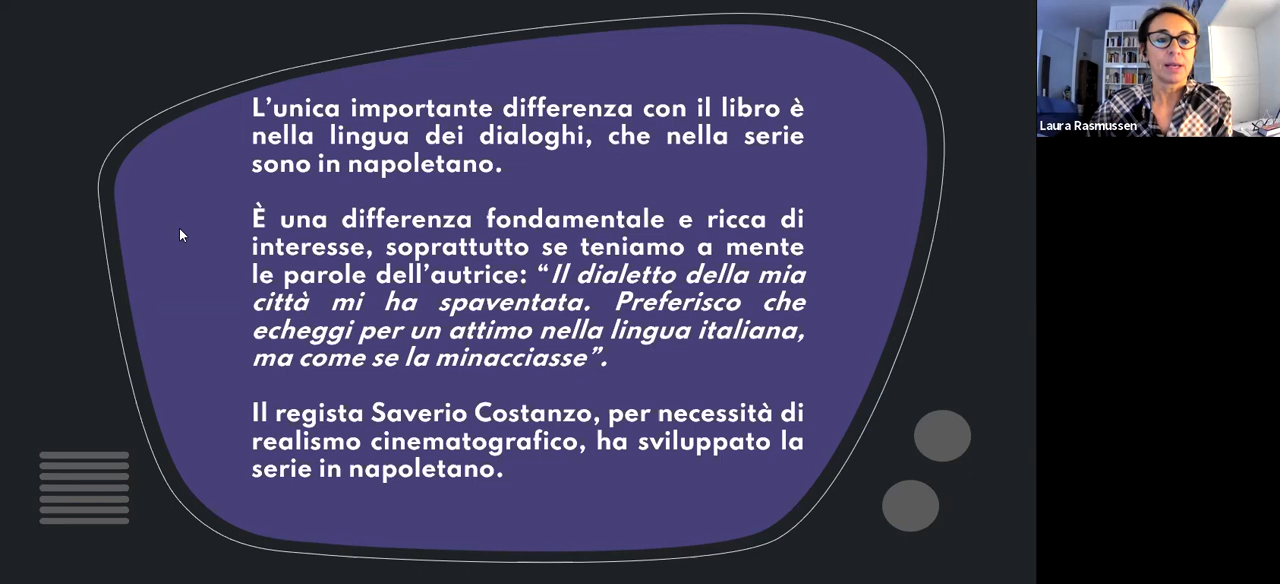 L’unica importante differenza con il libro è
nella lingua dei dialoghi, che nella serie
sono in napoletano.
È una differenza fondamentale e ricca di
interesse, soprattutto se teniamo a mente
le parole dell’autrice: “Il dialetto della mia
città mi ha spaventata. Preferisco che
echeggi per un attimo nella lingua italiana,
ma come se la minacciasse”.
Il regista Saverio Costanzo, per necessità di
realismo cinematografico, ha sviluppato la
serie in napoletano.
Laura Rasmussen